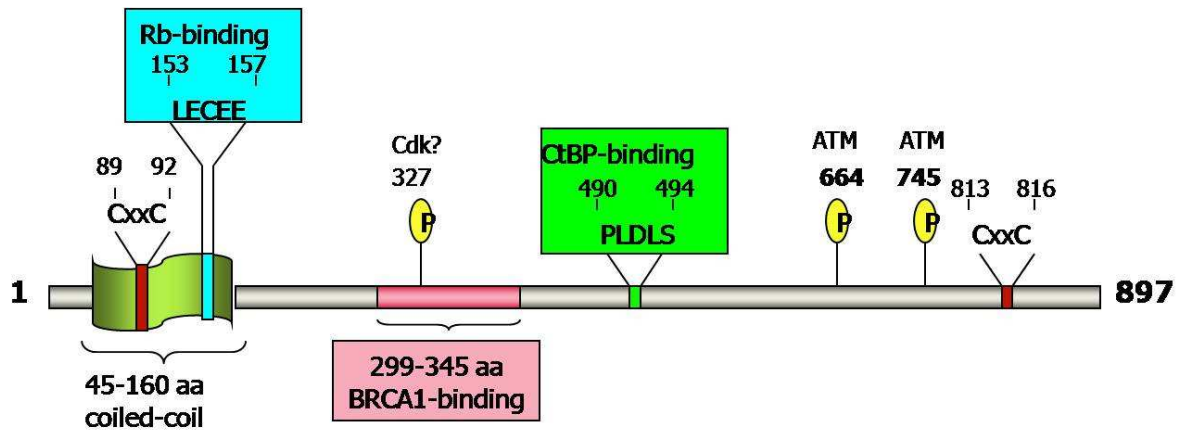 Rb-binding
153 157
LECEE
89 92
CxxC
Cdk?
327
P
CtBP-binding
490 494
PLDLS
ATM ATM
664 745
P P
813 816
CxxC
1
897
45-160 aa
coiled-coil
299-345 aa
BRCA1-binding